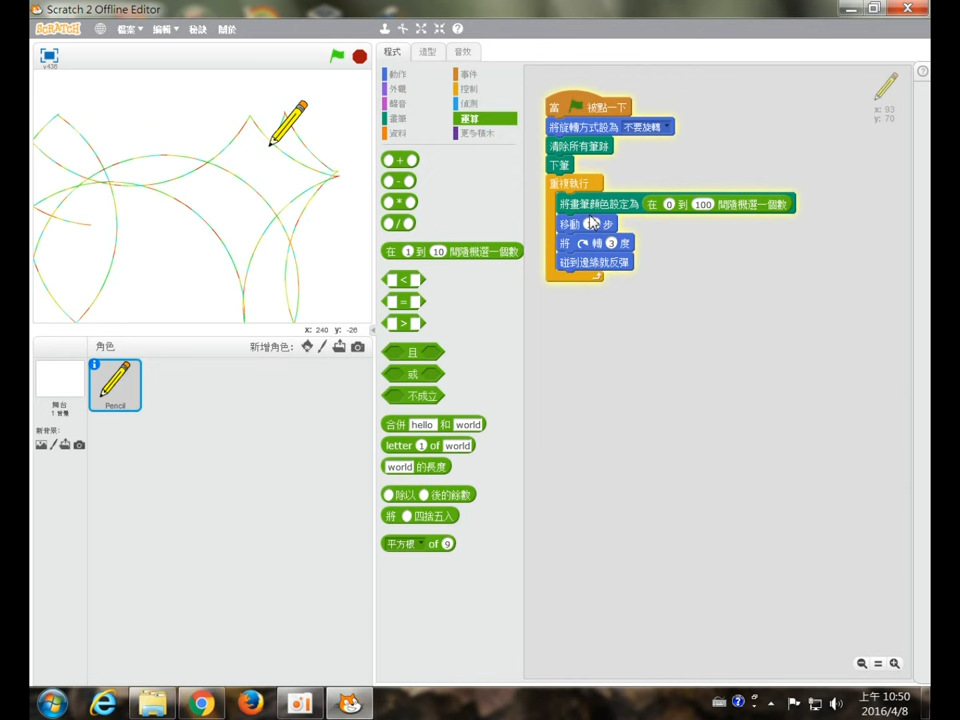 Scratch 2 Offline Editor
SCRATCH 檔案▼ 編輯▼ 秘訣 關於
v436
程式 造型 音效
動作 事件
外觀 控制
聲音 偵測
畫筆 運算
資料 更多積木
+
-
*
/
在 1 到 10 間隨機選一個數
<
=
>
且
或
不成立
合併 hello 和 world
letter 1 of world
world 的長度
除以 後的餘數
將 四捨五入
平方根 of 9
當 被點一下
將旋轉方式設為 不要旋轉
清除所有筆跡
下筆
重複執行
將畫筆顏色設定為 在 0 到 100 間隨機選一個數
移動 步
將 轉 3 度
碰到邊緣就反彈
x: 93
y: 70
x: 240 y: -26
角色 新增角色:
舞台
1 背景
新背景:
Pencil
上午 10:50
2016/4/8